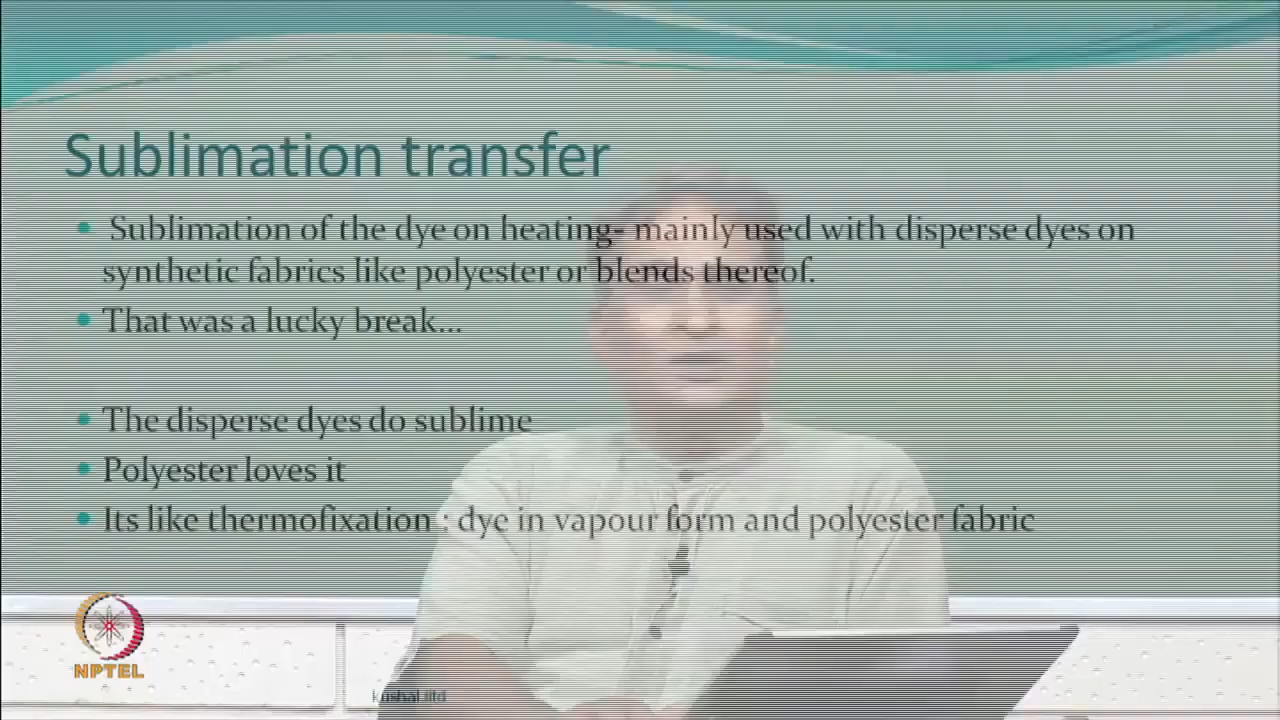 Sublimation transfer
Sublimation of the dye on heating- mainly used with disperse dyes on
synthetic fabrics like polyester or blends thereof.
That was a lucky break...
The disperse dyes do sublime
Polyester loves it
Its like thermofixation : dye in vapour form and polyester fabric
NPTEL